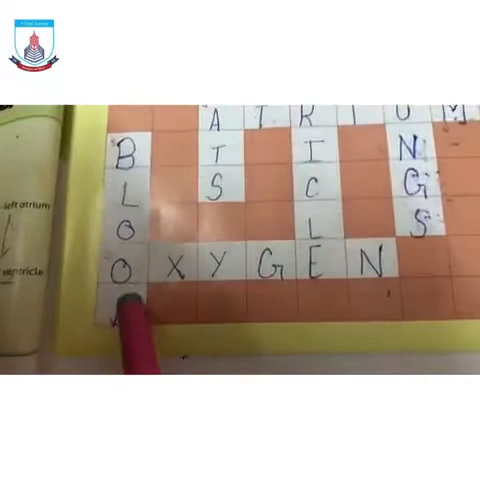 left atrium
ventricle
A T R I U M
B T I N
L S C G
O L S
O X Y G E N